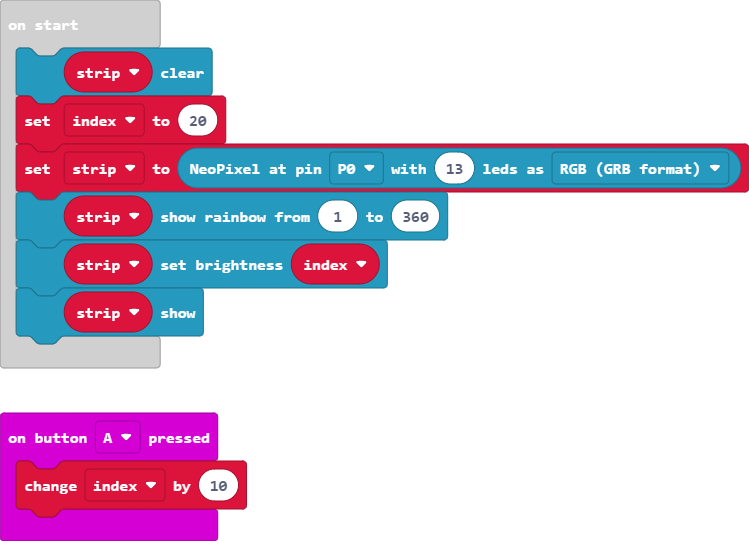 on start
strip clear
set index to 20
set strip to NeoPixel at pin P0 with 13 leds as RGB (GRB format)
strip show rainbow from 1 to 360
strip set brightness index
strip show
on button A pressed
change index by 10